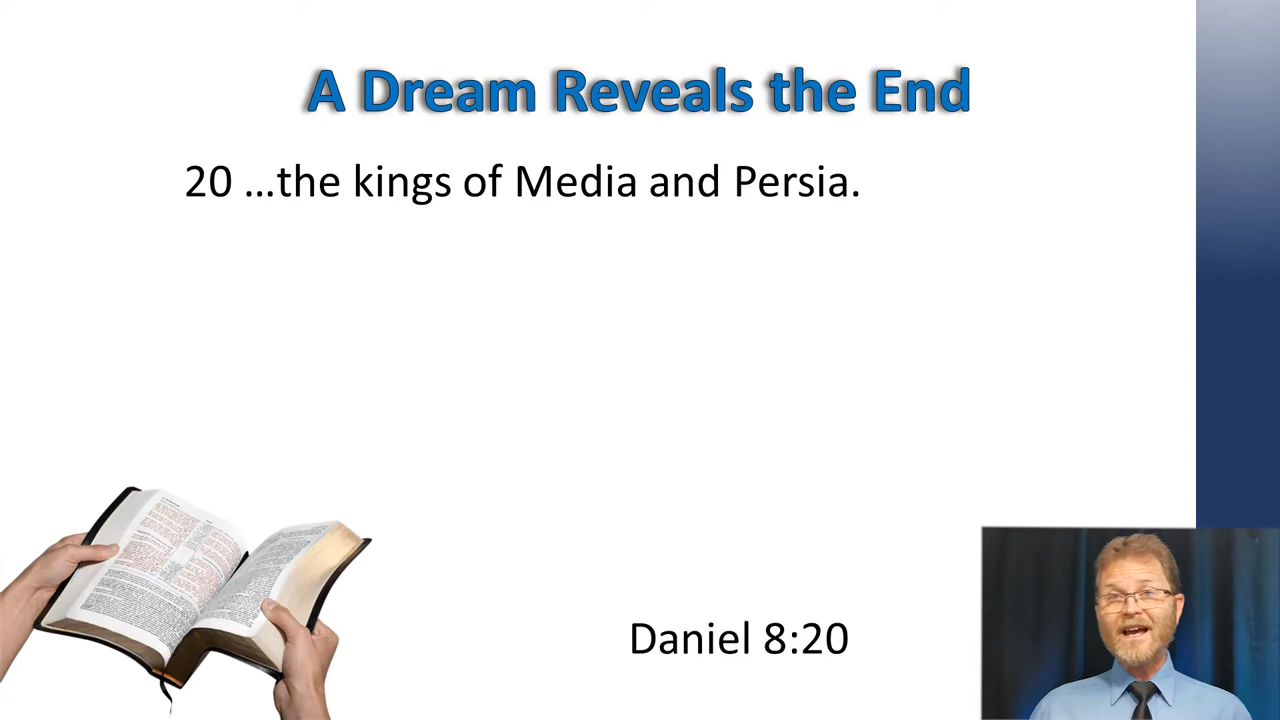 A Dream Reveals the End
20 …the kings of Media and Persia.
Daniel 8:20